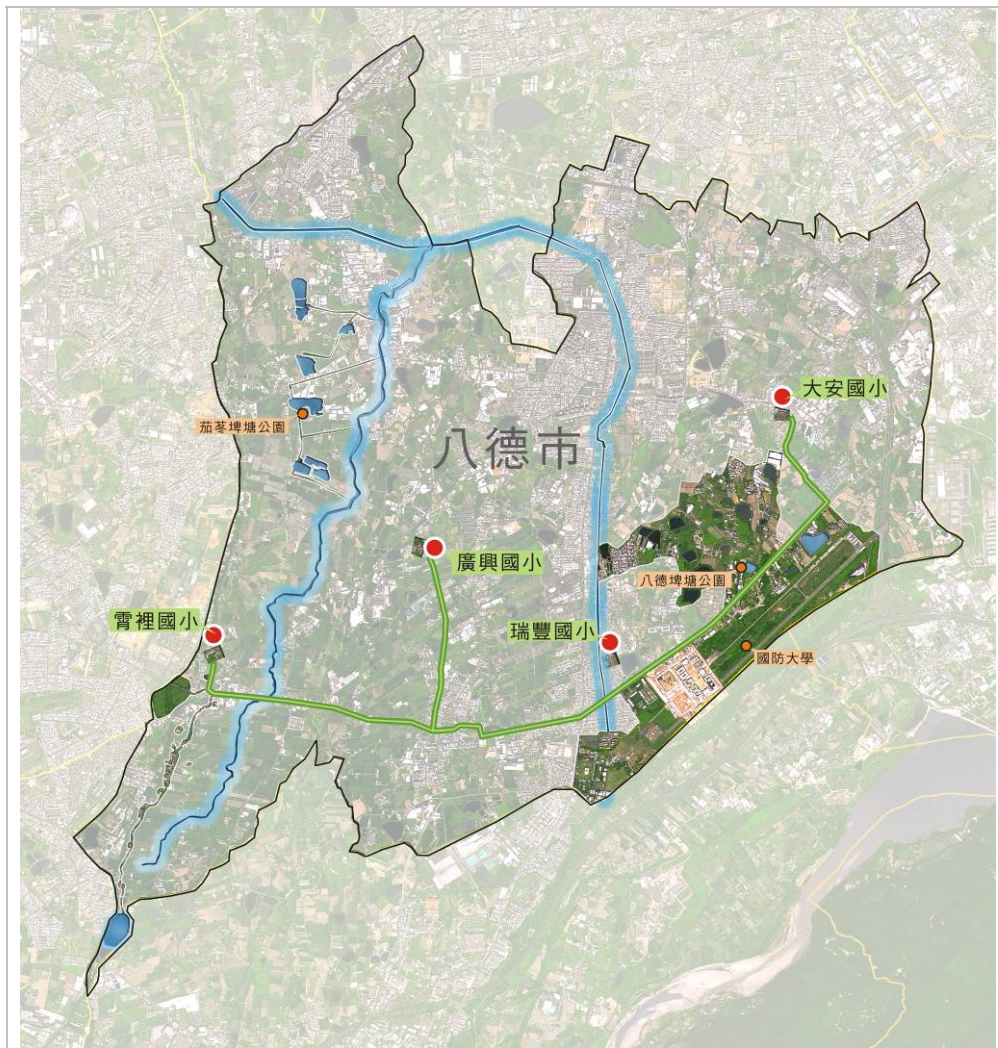 大安國小
茄苳埤塘公園
八德市
廣興國小
八德埤塘公園
霄裡國小
瑞豐國小
國防大學